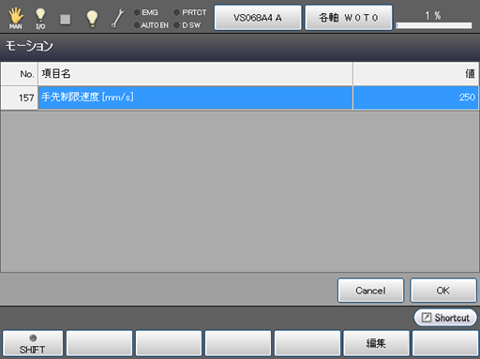 MAN I/O EMG PRTCT AUTO EN D SW VS068A4 A 各軸 W0T0 1 %
モーション
No. 項目名 値
157 手先制限速度 [mm/s] 250
Cancel OK
Shortcut
SHIFT 編集